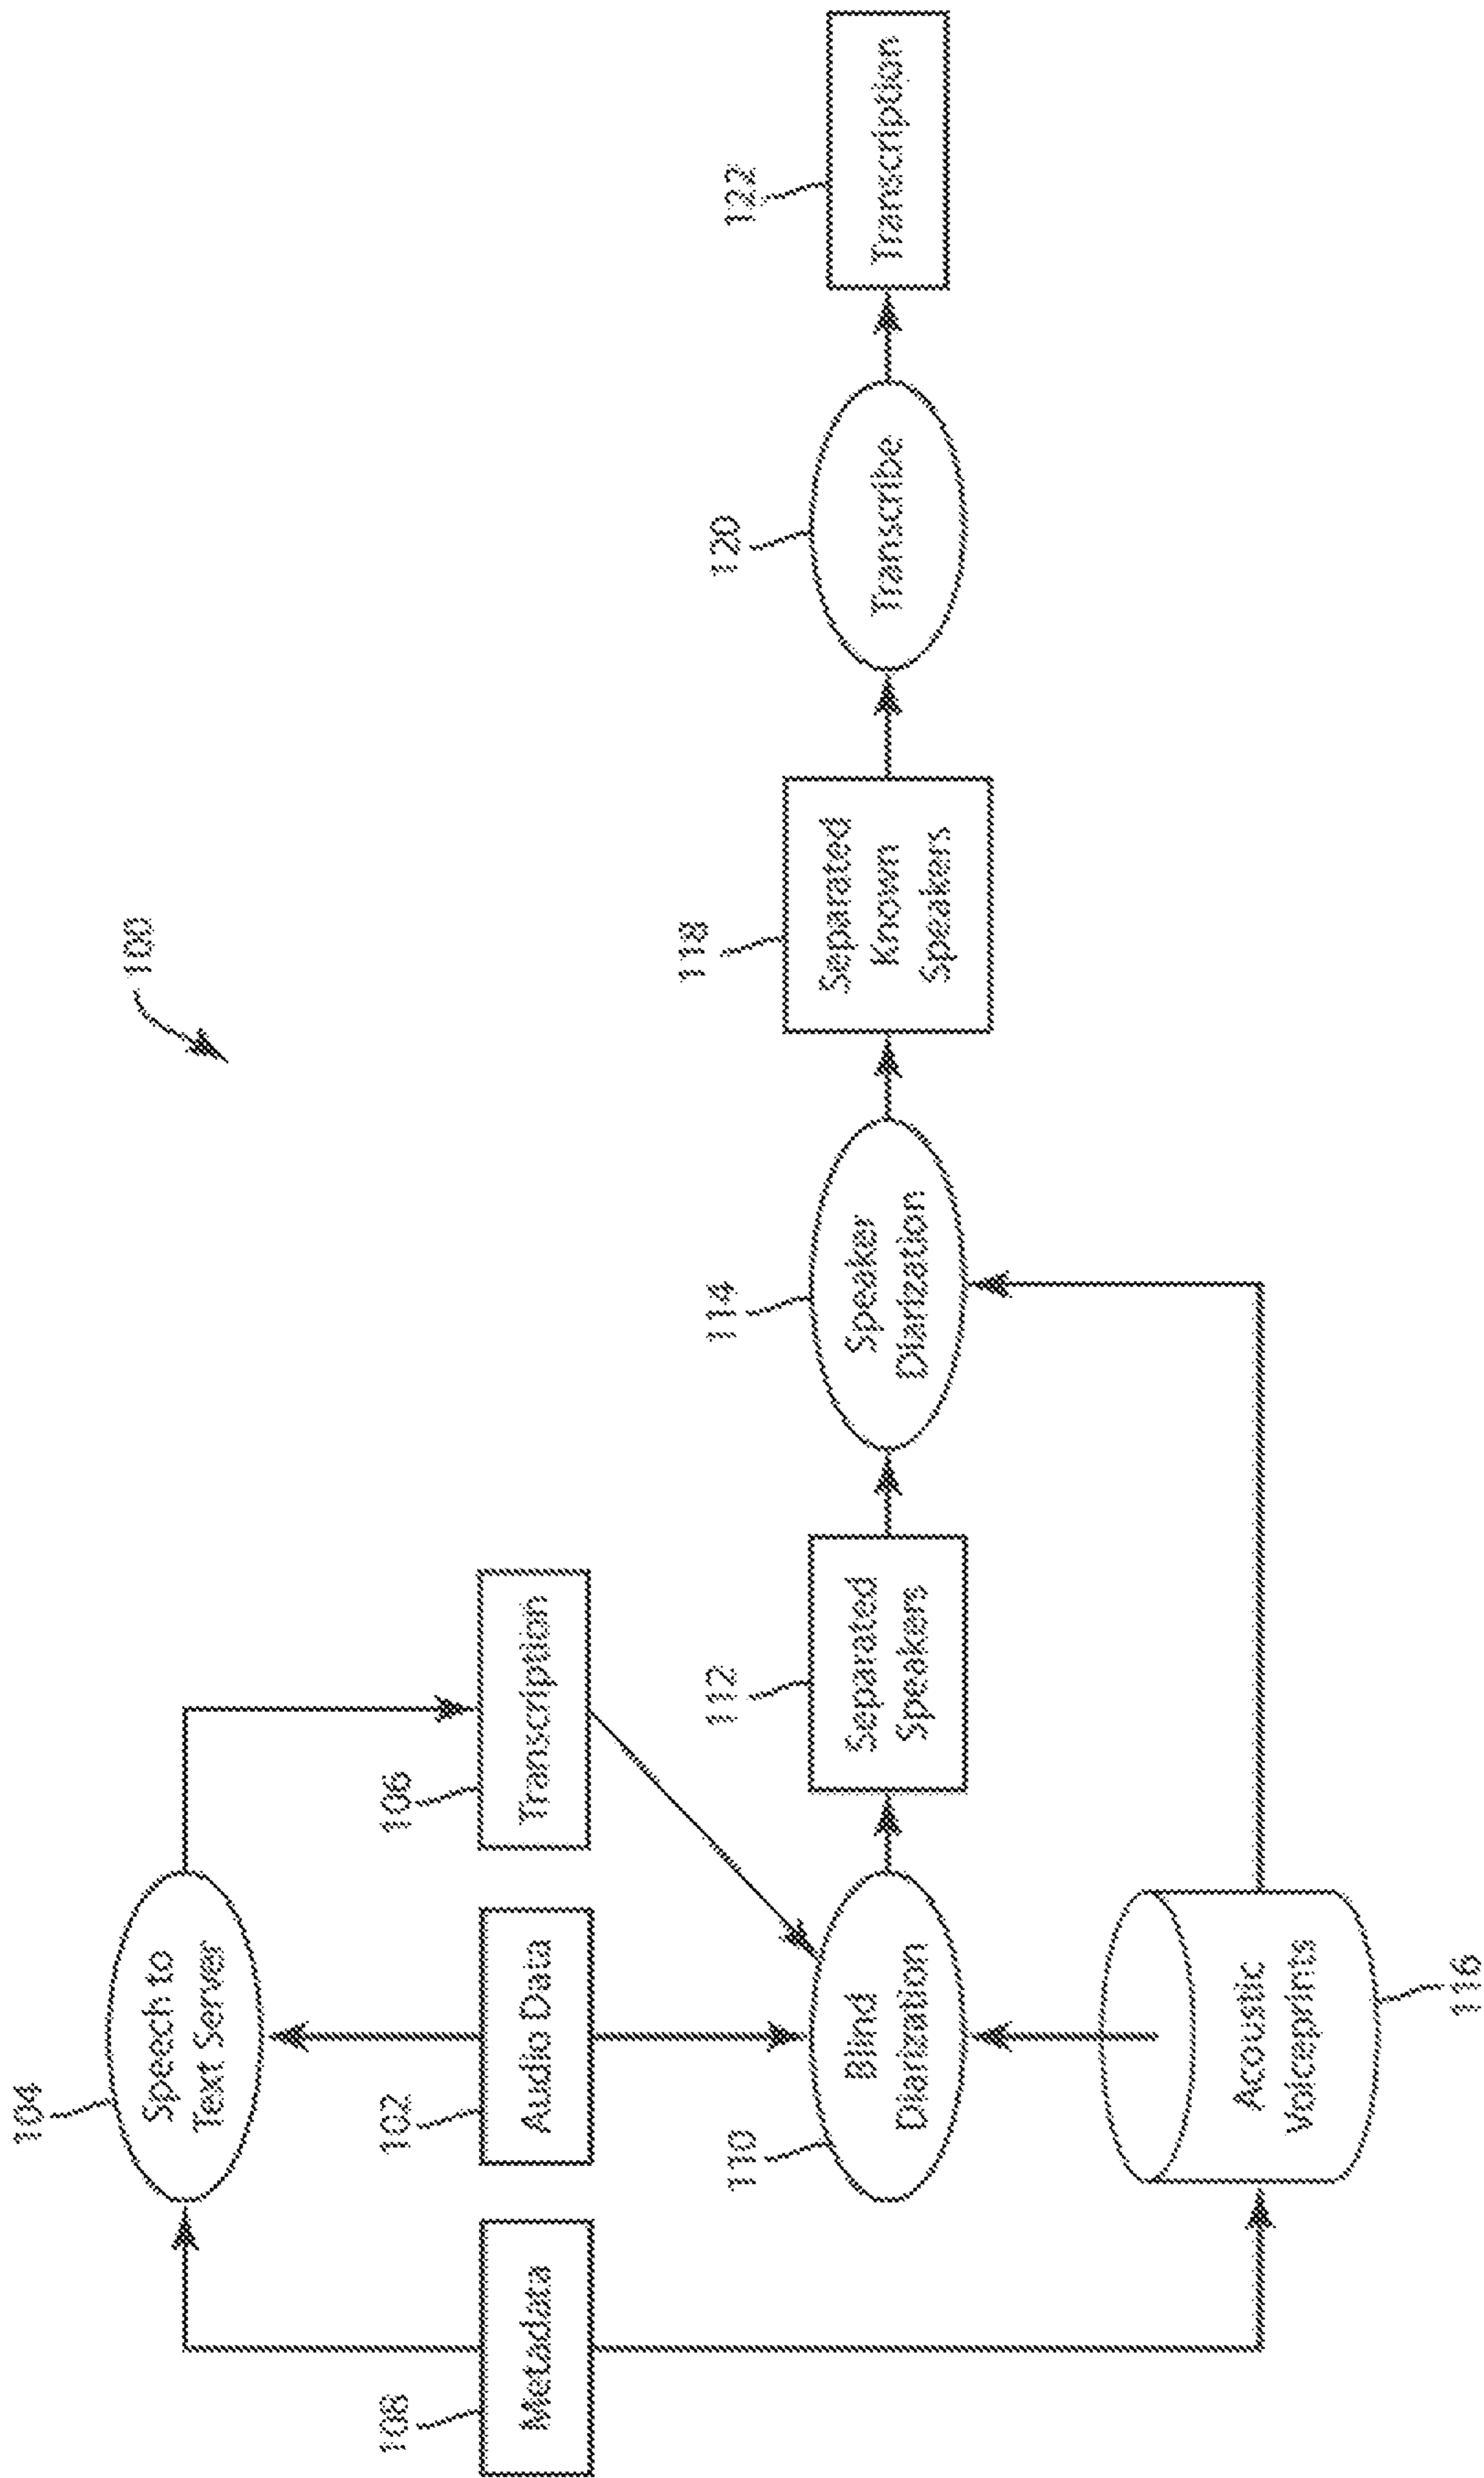 100
104
Speech to
Text Server
108
Metadata
102
Audio Data
106
Transcription
110
Blind
Diarization
112
Separated
Speakers
114
Speaker
Diarization
118
Separated
Known
Speakers
120
Transcribe
122
Transcription
Acoustic
Voiceprints
116